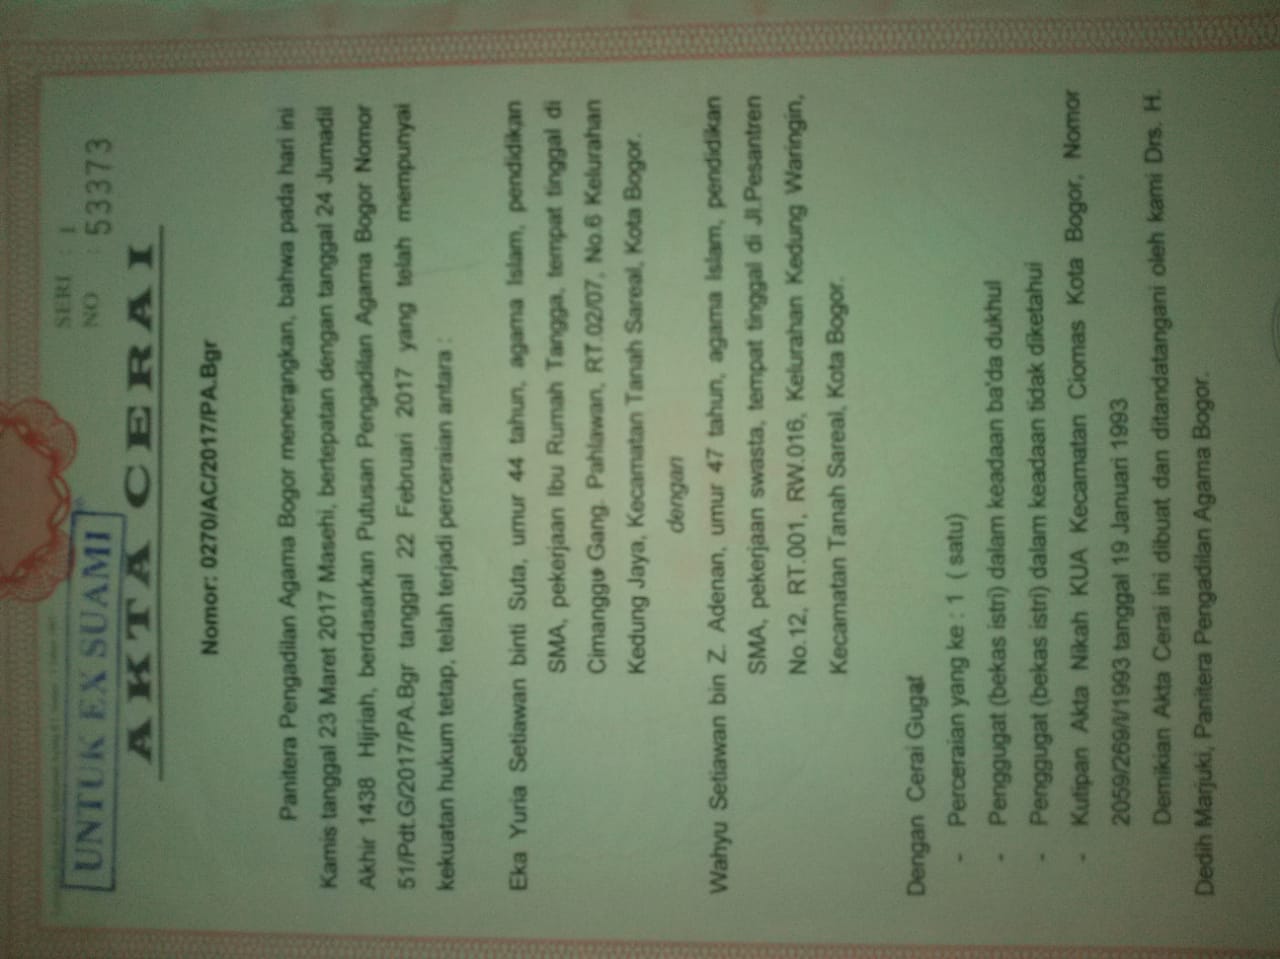 UNTUK EX SUAMI
SERI : I
NO : 53373
AKTA CERAI
Nomor: 0270/AC/2017/PA.Bgr
Panitera Pengadilan Agama Bogor menerangkan, bahwa pada hari ini
Kamis tanggal 23 Maret 2017 Masehi, bertepatan dengan tanggal 24 Jumadil
Akhir 1438 Hijriah, berdasarkan Putusan Pengadilan Agama Bogor Nomor
51/Pdt.G/2017/PA.Bgr tanggal 22 Februari 2017 yang telah mempunyai
kekuatan hukum tetap, telah terjadi perceraian antara :
Eka Yuria Setiawan binti Suta, umur 44 tahun, agama Islam, pendidikan
SMA, pekerjaan Ibu Rumah Tangga, tempat tinggal di
Cimanggu Gang. Pahlawan, RT.02/07, No.6 Kelurahan
Kedung Jaya, Kecamatan Tanah Sareal, Kota Bogor.
dengan
Wahyu Setiawan bin Z. Adenan, umur 47 tahun, agama Islam, pendidikan
SMA, pekerjaan swasta, tempat tinggal di Jl.Pesantren
No.12, RT.001, RW.016, Kelurahan Kedung Waringin,
Kecamatan Tanah Sareal, Kota Bogor.
Dengan Cerai Gugat
- Perceraian yang ke : 1 ( satu)
- Penggugat (bekas istri) dalam keadaan ba'da dukhul
- Penggugat (bekas istri) dalam keadaan tidak diketahui
- Kutipan Akta Nikah KUA Kecamatan Ciomas Kota Bogor, Nomor
2059/269/I/1993 tanggal 19 Januari 1993
Demikian Akta Cerai ini dibuat dan ditandatangani oleh kami Drs. H.
Dedih Marjuki, Panitera Pengadilan Agama Bogor.